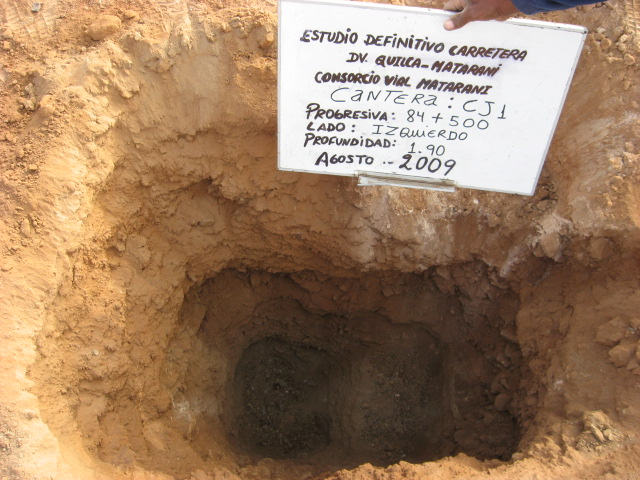 ESTUDIO DEFINITIVO CARRETERA
DV. QUILCA-MATARANI
CONSORCIO VIAL MATARANI
CANTERA: CJ1
PROGRESIVA: 84+500
LADO: IZQUIERDO
PROFUNDIDAD: 1.90
AGOSTO .- 2009